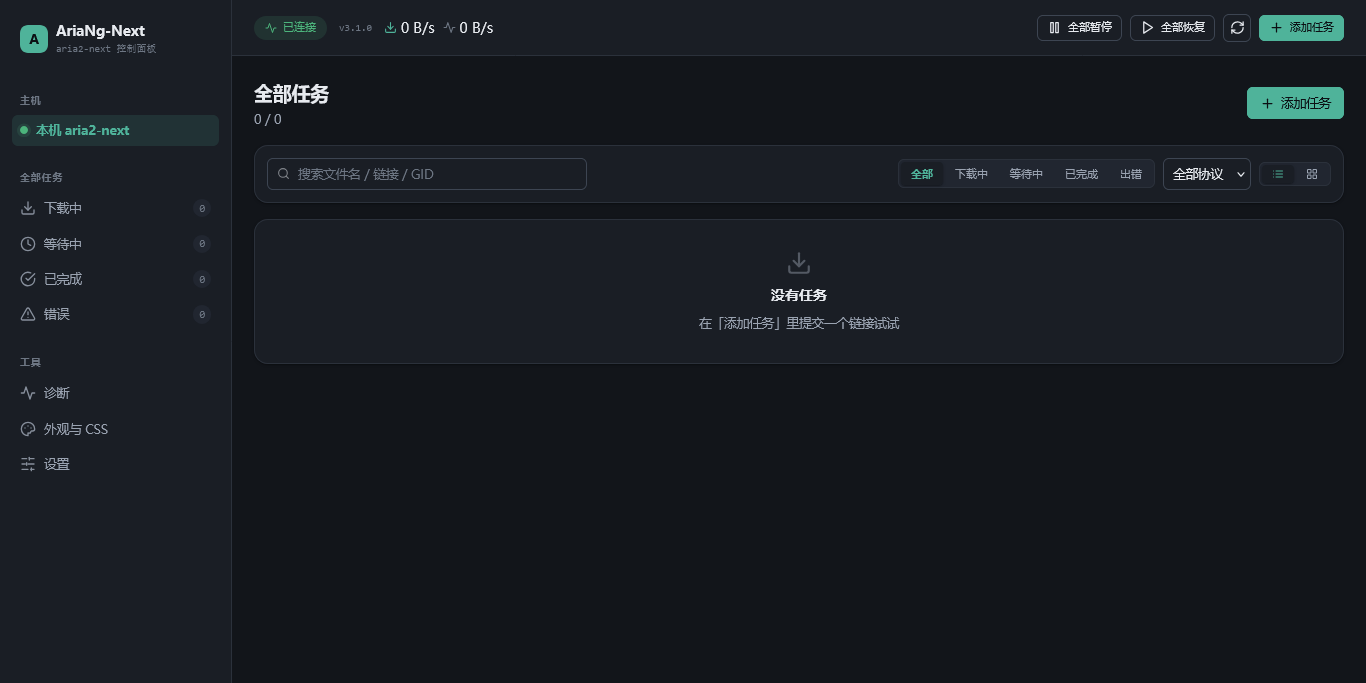 A
AriaNg-Next
aria2-next 控制面板
主机
本机 aria2-next
全部任务
下载中 0
等待中 0
已完成 0
错误 0
工具
诊断
外观与 CSS
设置
已连接 v3.1.0 0 B/s 0 B/s 全部暂停 全部恢复 添加任务
全部任务
0 / 0
添加任务
搜索文件名 / 链接 / GID 全部 下载中 等待中 已完成 出错 全部协议
没有任务
在「添加任务」里提交一个链接试试